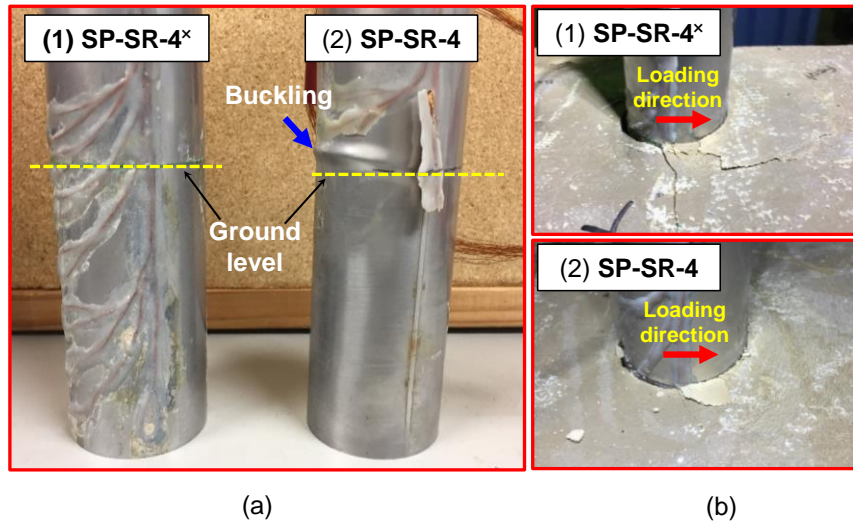 (1) SP-SR-4×
(2) SP-SR-4
Buckling
Ground
level
(1) SP-SR-4×
Loading
direction
(2) SP-SR-4
Loading
direction
(a)
(b)